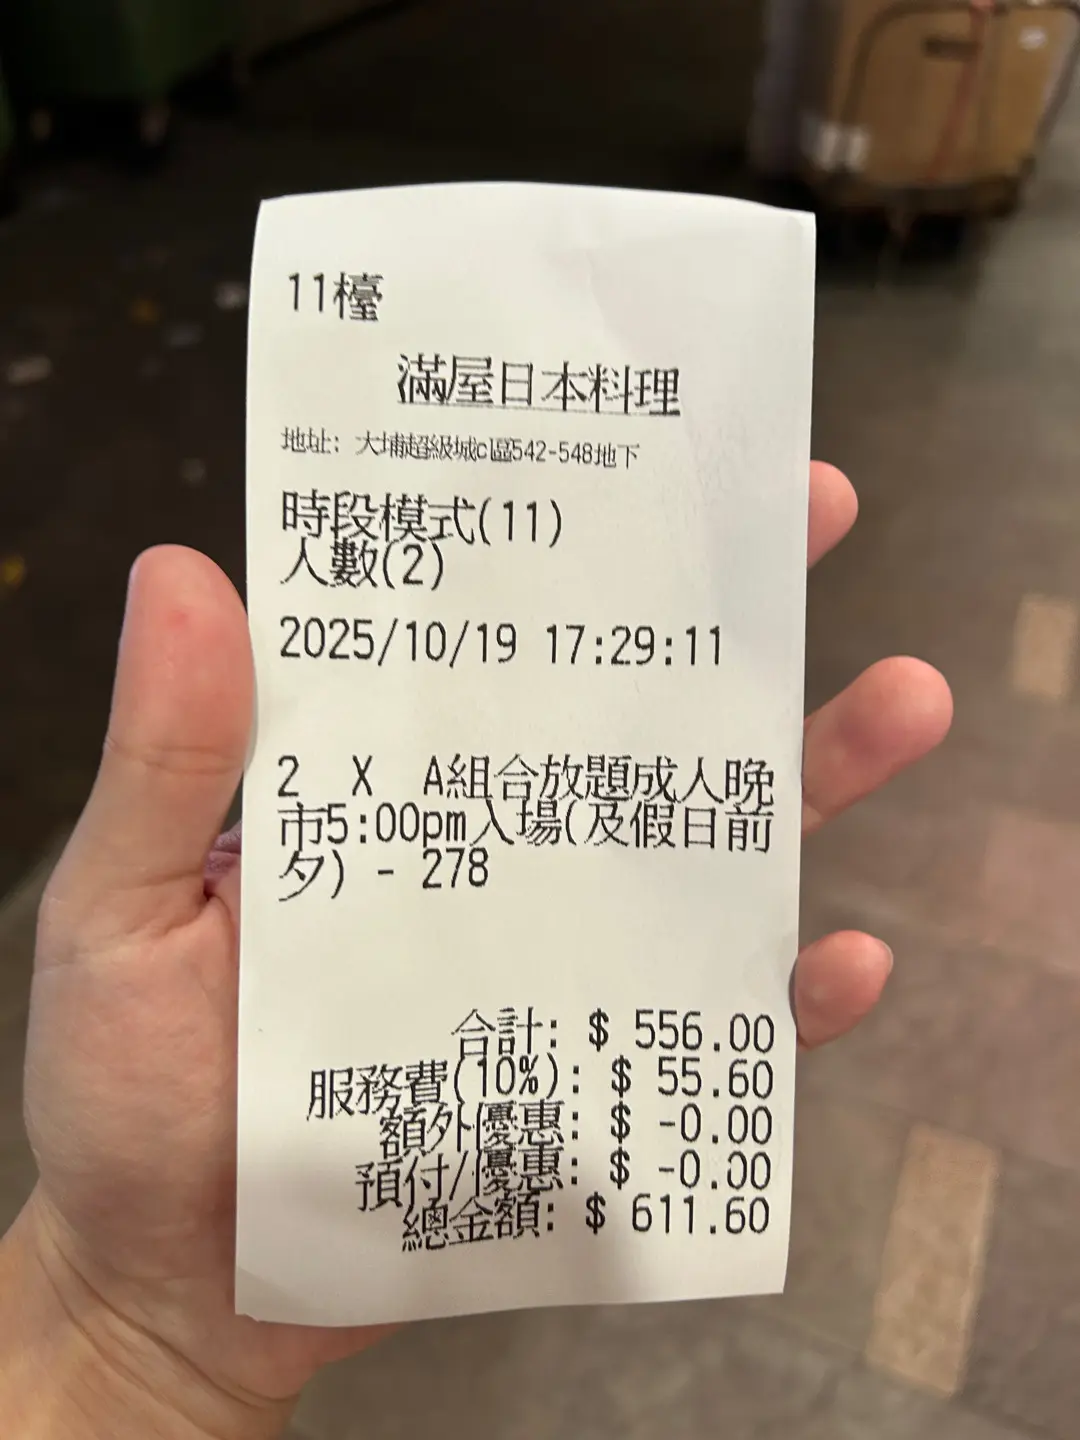 11檯
滿屋日本料理
地址: 大埔超級城c區542-548地下
時段模式(11)
人數(2)
2025/10/19 17:29:11
2 X A組合放題成人晚
市5:00pm入場(及假日前
夕) - 278
合計: $ 556.00
服務費(10%): $ 55.60
額外優惠: $ -0.00
預付/優惠: $ -0.00
總金額: $ 611.60